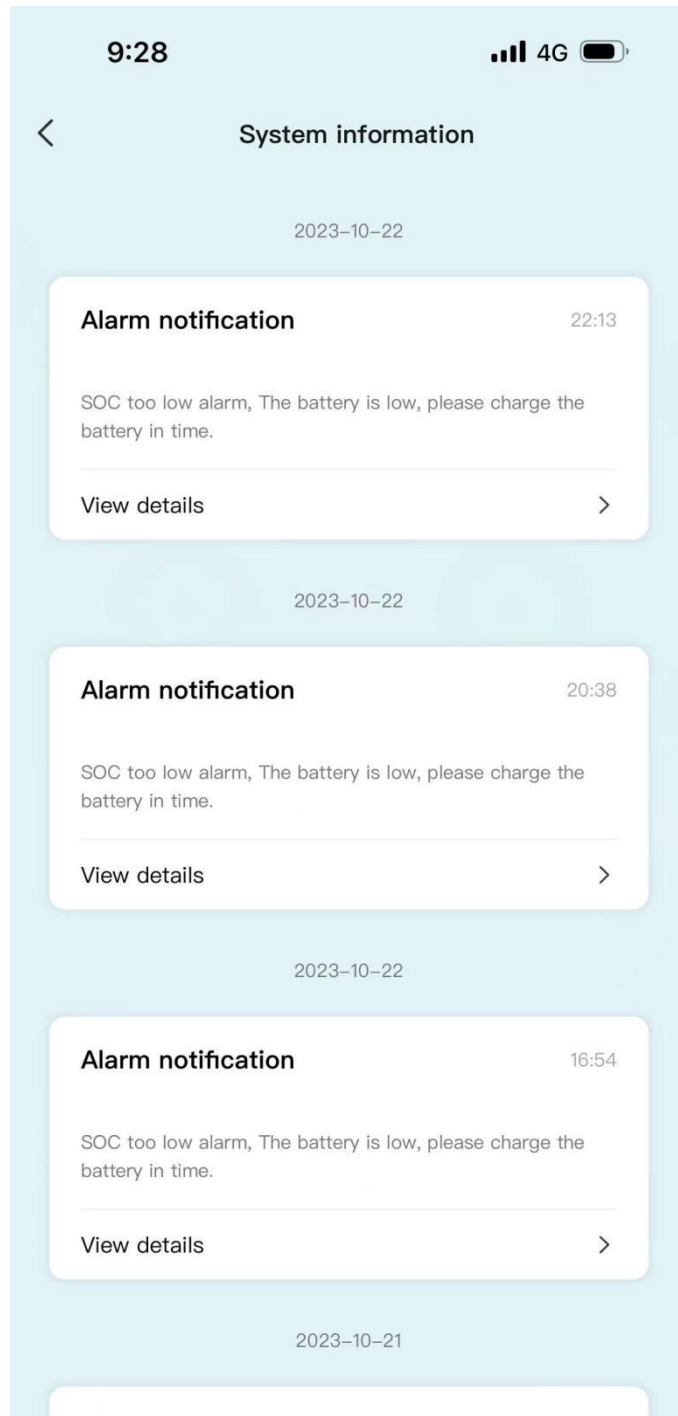 9:28
4G
System information
2023-10-22
Alarm notification
22:13
SOC too low alarm, The battery is low, please charge the
battery in time.
View details
2023-10-22
Alarm notification
20:38
SOC too low alarm, The battery is low, please charge the
battery in time.
View details
2023-10-22
Alarm notification
16:54
SOC too low alarm, The battery is low, please charge the
battery in time.
View details
2023-10-21